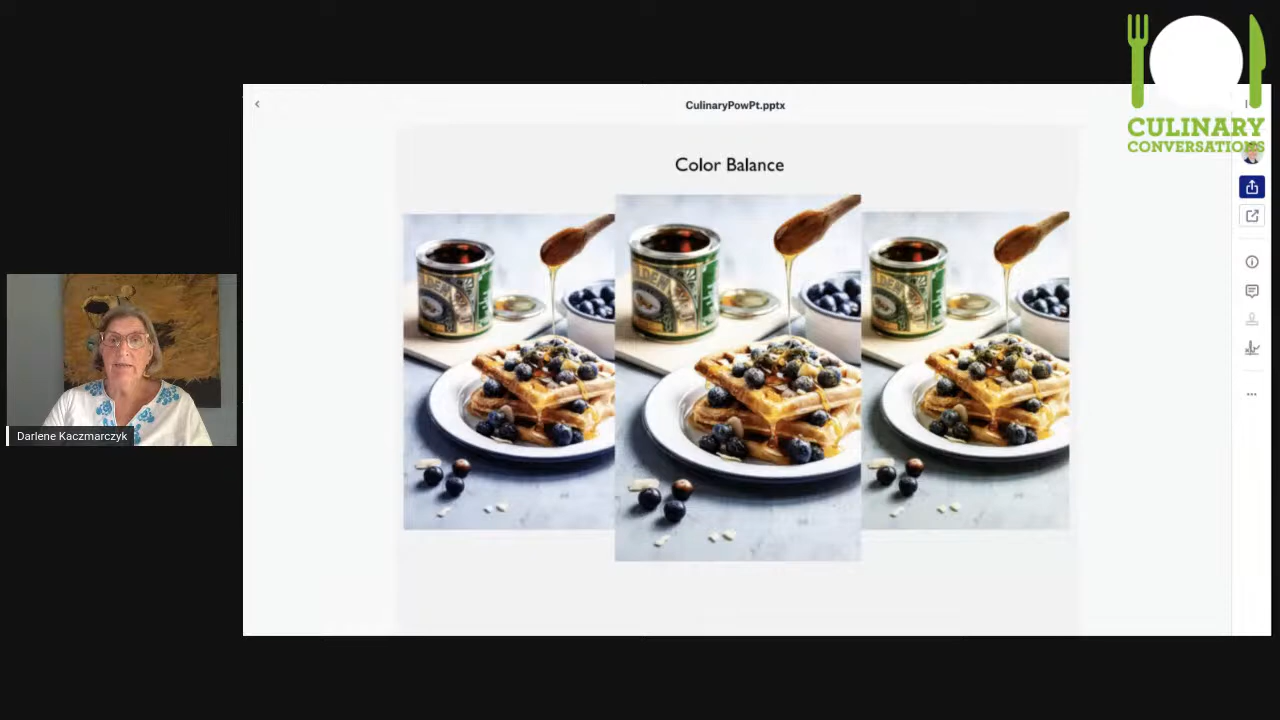 CULINARY
CONVERSATIONS
CulinaryPowPt.pptx
Color Balance
Darlene Kaczmarczyk